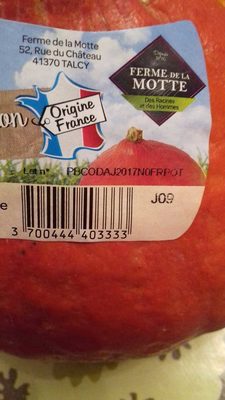 Ferme de la Motte
52, Rue du Château
41370 TALCY
Depuis
FERME DE LA
MOTTE
Des Racines
et des Hommes
on
Origine
France
Lot n° PBCODAJ2017N0FRPOT
e
J09
3 700444 403333